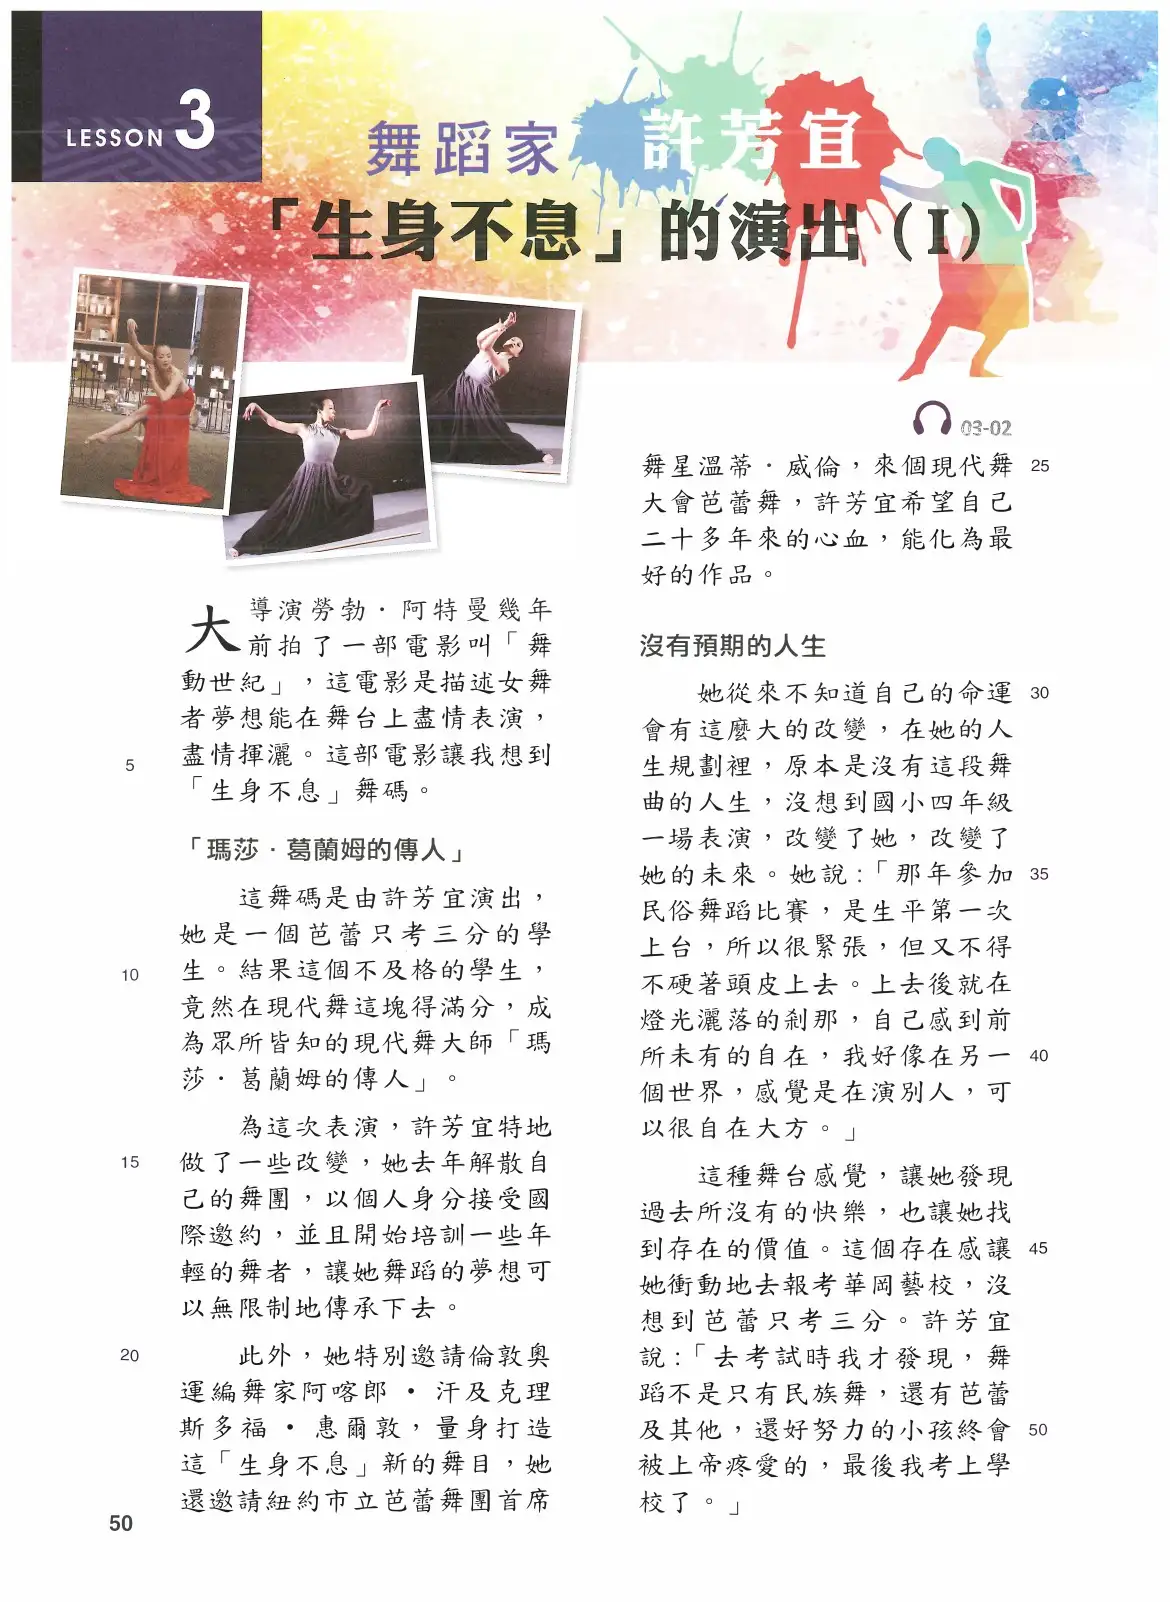 LESSON 3
舞蹈家 許芳宜
「生身不息」的演出（I）
大導演勞勃．阿特曼幾年
前拍了一部電影叫「舞
動世紀」，這電影是描述女舞
者夢想能在舞台上盡情表演，
5 盡情揮灑。這部電影讓我想到
「生身不息」舞碼。
「瑪莎．葛蘭姆的傳人」
這舞碼是由許芳宜演出，
她是一個芭蕾只考三分的學
10 生。結果這個不及格的學生，
竟然在現代舞這塊得滿分，成
為眾所皆知的現代舞大師「瑪
莎．葛蘭姆的傳人」。
為這次表演，許芳宜特地
15 做了一些改變，她去年解散自
己的舞團，以個人身分接受國
際邀約，並且開始培訓一些年
輕的舞者，讓她舞蹈的夢想可
以無限制地傳承下去。
20 此外，她特別邀請倫敦奧
運編舞家阿喀郎•汗及克理
斯多福•惠爾敦，量身打造
這「生身不息」新的舞目，她
還邀請紐約市立芭蕾舞團首席
03-02
舞星溫蒂．威倫，來個現代舞 25
大會芭蕾舞，許芳宜希望自己
二十多年來的心血，能化為最
好的作品。
沒有預期的人生
她從來不知道自己的命運 30
會有這麼大的改變，在她的人
生規劃裡，原本是沒有這段舞
曲的人生，沒想到國小四年級
一場表演，改變了她，改變了
她的未來。她說：「那年參加 35
民俗舞蹈比賽，是生平第一次
上台，所以很緊張，但又不得
不硬著頭皮上去。上去後就在
燈光灑落的剎那，自己感到前
所未有的自在，我好像在另一 40
個世界，感覺是在演別人，可
以很自在大方。」
這種舞台感覺，讓她發現
過去所沒有的快樂，也讓她找
到存在的價值。這個存在感讓 45
她衝動地去報考華岡藝校，沒
想到芭蕾只考三分。許芳宜
說：「去考試時我才發現，舞
蹈不是只有民族舞，還有芭蕾
及其他，還好努力的小孩終會 50
被上帝疼愛的，最後我考上學
校了。」
50